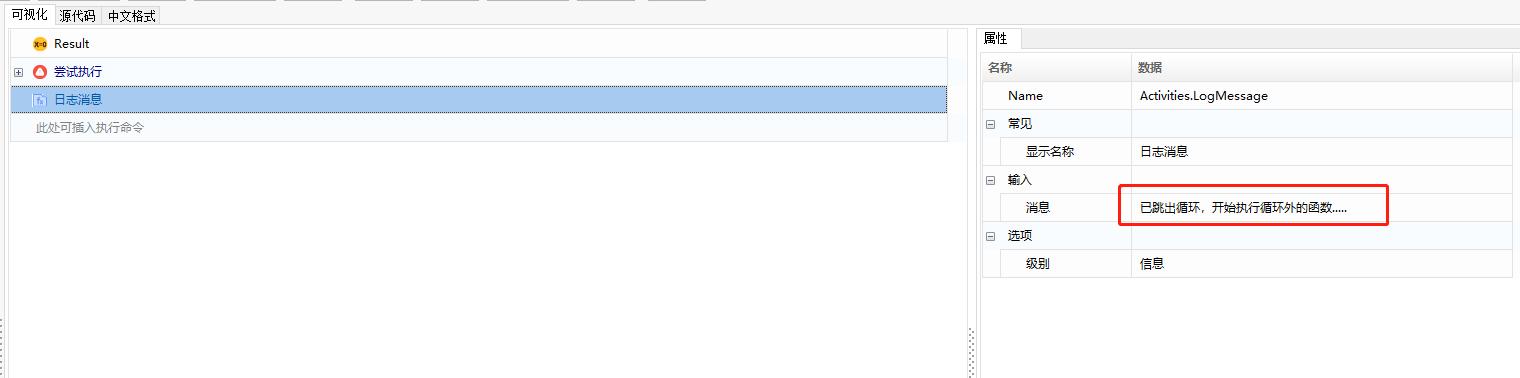 可视化 源代码 中文格式
Result
尝试执行
日志消息
此处可插入执行命令
属性
名称 数据
Name Activities.LogMessage
常见
显示名称 日志消息
输入
消息 已跳出循环，开始执行循环外的函数.....
选项
级别 信息